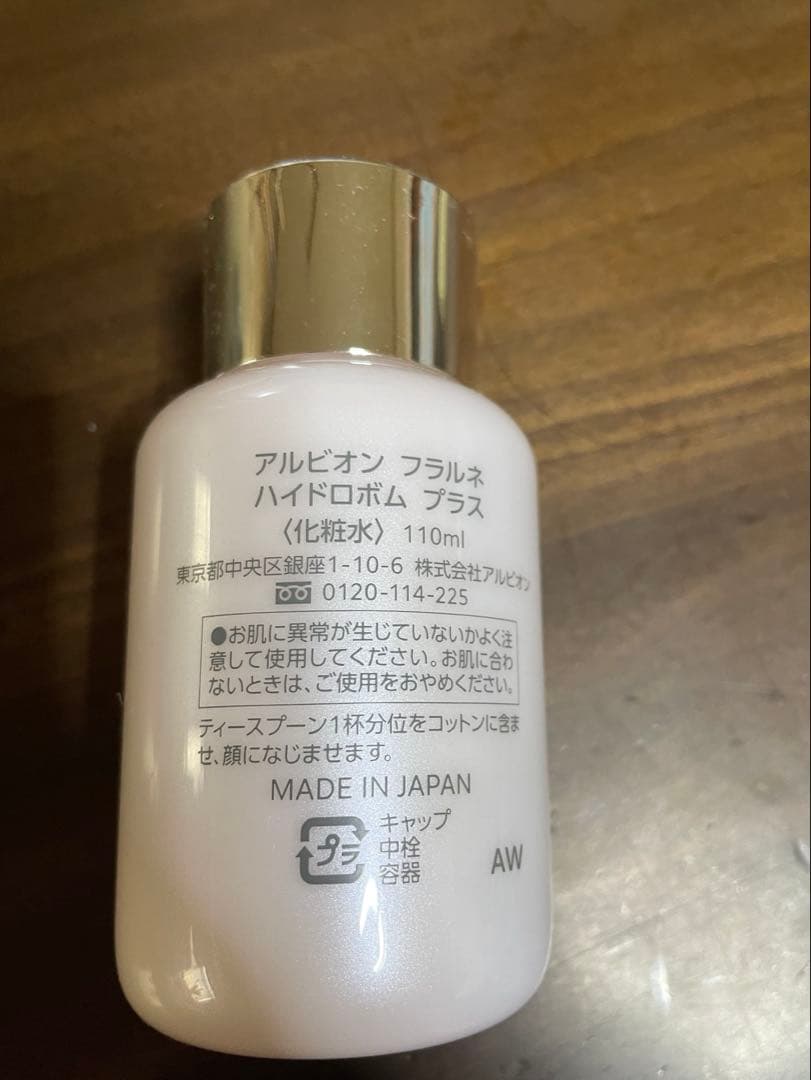 アルビオン フラルネ
ハイドロボム プラス
〈化粧水〉 110ml
東京都中央区銀座1-10-6 株式会社アルビオン
0120-114-225
●お肌に異常が生じていないかよく注
意して使用してください。お肌に合わ
ないときは、ご使用をおやめください。
ティースプーン1杯分位をコットンに含ま
せ、顔になじませます。
MADE IN JAPAN
プラ
キャップ
中栓
容器
AW